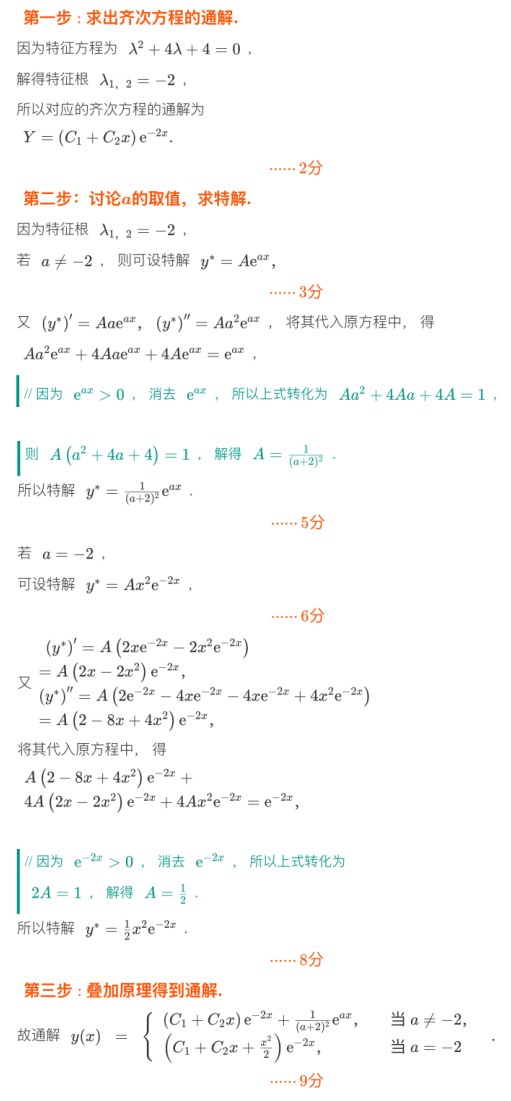 第一步：求出齐次方程的通解.
因为特征方程为 λ² + 4λ + 4 = 0 ，
解得特征根 λ₁，₂ = −2 ，
所以对应的齐次方程的通解为
Y = (C₁ + C₂x) e^{−2x}.
⋯⋯ 2分
第二步：讨论a的取值，求特解.
因为特征根 λ₁，₂ = −2 ，
若 a ≠ −2 ， 则可设特解 y* = Ae^{ax},
⋯⋯ 3分
又 (y*)′ = Aae^{ax}, (y*)″ = Aa²e^{ax} ， 将其代入原方程中， 得
Aa²e^{ax} + 4Aae^{ax} + 4Ae^{ax} = e^{ax} ，
// 因为 e^{ax} > 0 ， 消去 e^{ax} ， 所以上式转化为 Aa² + 4Aa + 4A = 1 ，
则 A (a² + 4a + 4) = 1 ， 解得 A = \frac{1}{(a+2)²} .
所以特解 y* = \frac{1}{(a+2)²}e^{ax} .
⋯⋯ 5分
若 a = −2 ，
可设特解 y* = Ax²e^{−2x} ，
⋯⋯ 6分
(y*)′ = A (2xe^{−2x} − 2x²e^{−2x})
= A (2x − 2x²) e^{−2x},
又
(y*)″ = A (2e^{−2x} − 4xe^{−2x} − 4xe^{−2x} + 4x²e^{−2x})
= A (2 − 8x + 4x²) e^{−2x},
将其代入原方程中， 得
A (2 − 8x + 4x²) e^{−2x} +
4A (2x − 2x²) e^{−2x} + 4Ax²e^{−2x} = e^{−2x},
// 因为 e^{−2x} > 0 ， 消去 e^{−2x} ， 所以上式转化为
2A = 1 ， 解得 A = \frac{1}{2} .
所以特解 y* = \frac{1}{2}x²e^{−2x} .
⋯⋯ 8分
第三步：叠加原理得到通解.
故通解 y(x) = { (C₁ + C₂x) e^{−2x} + \frac{1}{(a+2)²}e^{ax}, 当 a ≠ −2,
(C₁ + C₂x + \frac{x²}{2}) e^{−2x}, 当 a = −2 .
⋯⋯ 9分